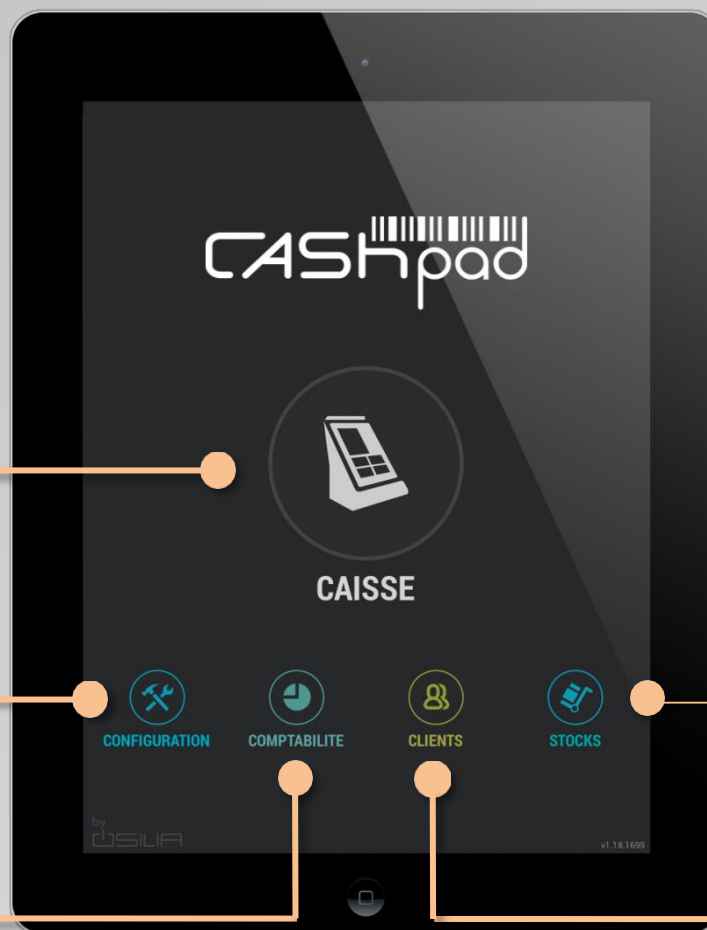 CASHpad
CAISSE
CONFIGURATION COMPTABILITE CLIENTS STOCKS
by
OSILIA
v1.18.1699